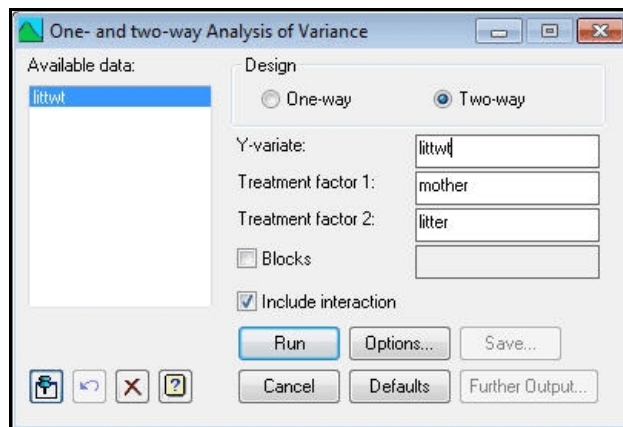 One- and two-way Analysis of Variance
Available data:
littwt
Design
One-way
Two-way
Y-variate:
littwt
Treatment factor 1:
mother
Treatment factor 2:
litter
Blocks
Include interaction
Run
Options...
Save...
Cancel
Defaults
Further Output...